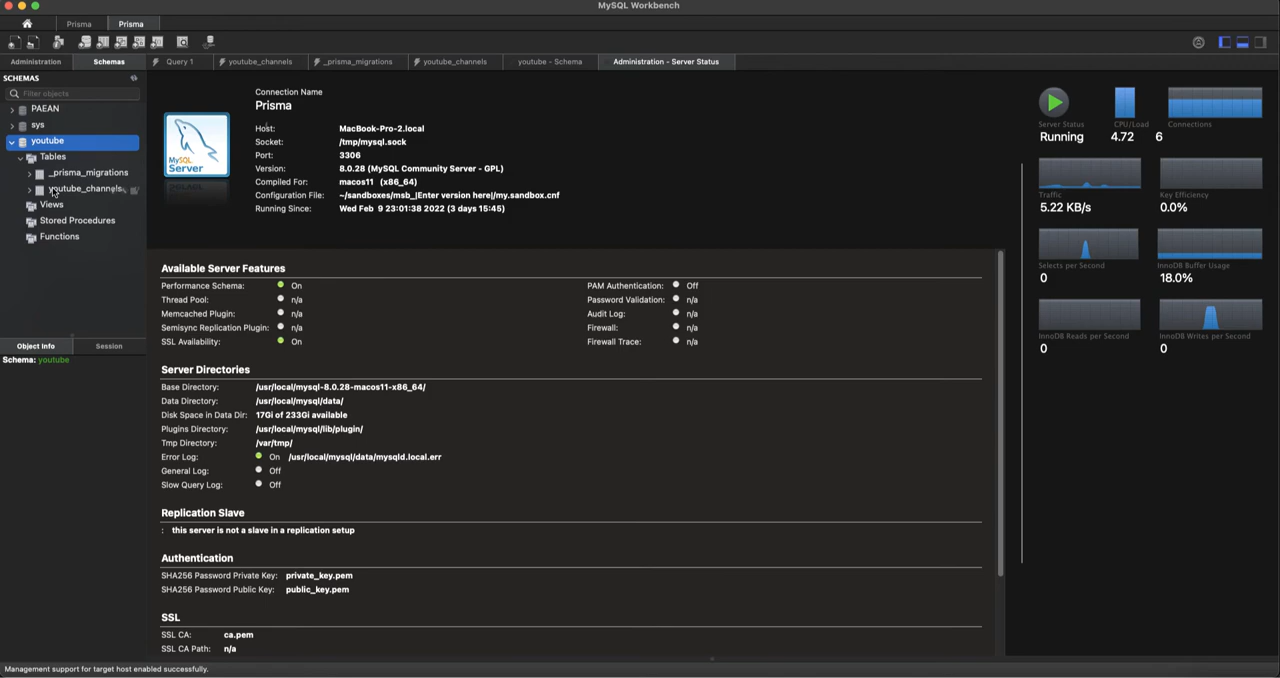 MySQL Workbench
Prisma
Prisma
Administration
Schemas
Query 1
youtube_channels
_prisma_migrations
youtube_channels
youtube - Schema
Administration - Server Status
SCHEMAS
Filter objects
PAEAN
sys
youtube
Tables
_prisma_migrations
youtube_channels
Views
Stored Procedures
Functions
Object Info
Session
Schema: youtube
Connection Name
Prisma
Host: MacBook-Pro-2.local
Socket: /tmp/mysql.sock
Port: 3306
Version: 8.0.28 (MySQL Community Server - GPL)
Compiled For: macos11 (x86_64)
Configuration File: ~/sandboxes/msb_|Enter version here|/my.sandbox.cnf
Running Since: Wed Feb 9 23:01:38 2022 (3 days 15:45)
MySQL
Server
Available Server Features
Performance Schema: On
Thread Pool: n/a
Memcached Plugin: n/a
Semisync Replication Plugin: n/a
SSL Availability: On
PAM Authentication: Off
Password Validation: n/a
Audit Log: n/a
Firewall: n/a
Firewall Trace: n/a
Server Directories
Base Directory: /usr/local/mysql-8.0.28-macos11-x86_64/
Data Directory: /usr/local/mysql/data/
Disk Space in Data Dir: 17Gi of 233Gi available
Plugins Directory: /usr/local/mysql/lib/plugin/
Tmp Directory: /var/tmp/
Error Log: On /usr/local/mysql/data/mysqld.local.err
General Log: Off
Slow Query Log: Off
Replication Slave
: this server is not a slave in a replication setup
Authentication
SHA256 Password Private Key: private_key.pem
SHA256 Password Public Key: public_key.pem
SSL
SSL CA: ca.pem
SSL CA Path: n/a
Server Status
Running
CPU/Load
4.72
Connections
6
Traffic
5.22 KB/s
Key Efficiency
0.0%
Selects per Second
0
InnoDB Buffer Usage
18.0%
InnoDB Reads per Second
0
InnoDB Writes per Second
0
Management support for target host enabled successfully.